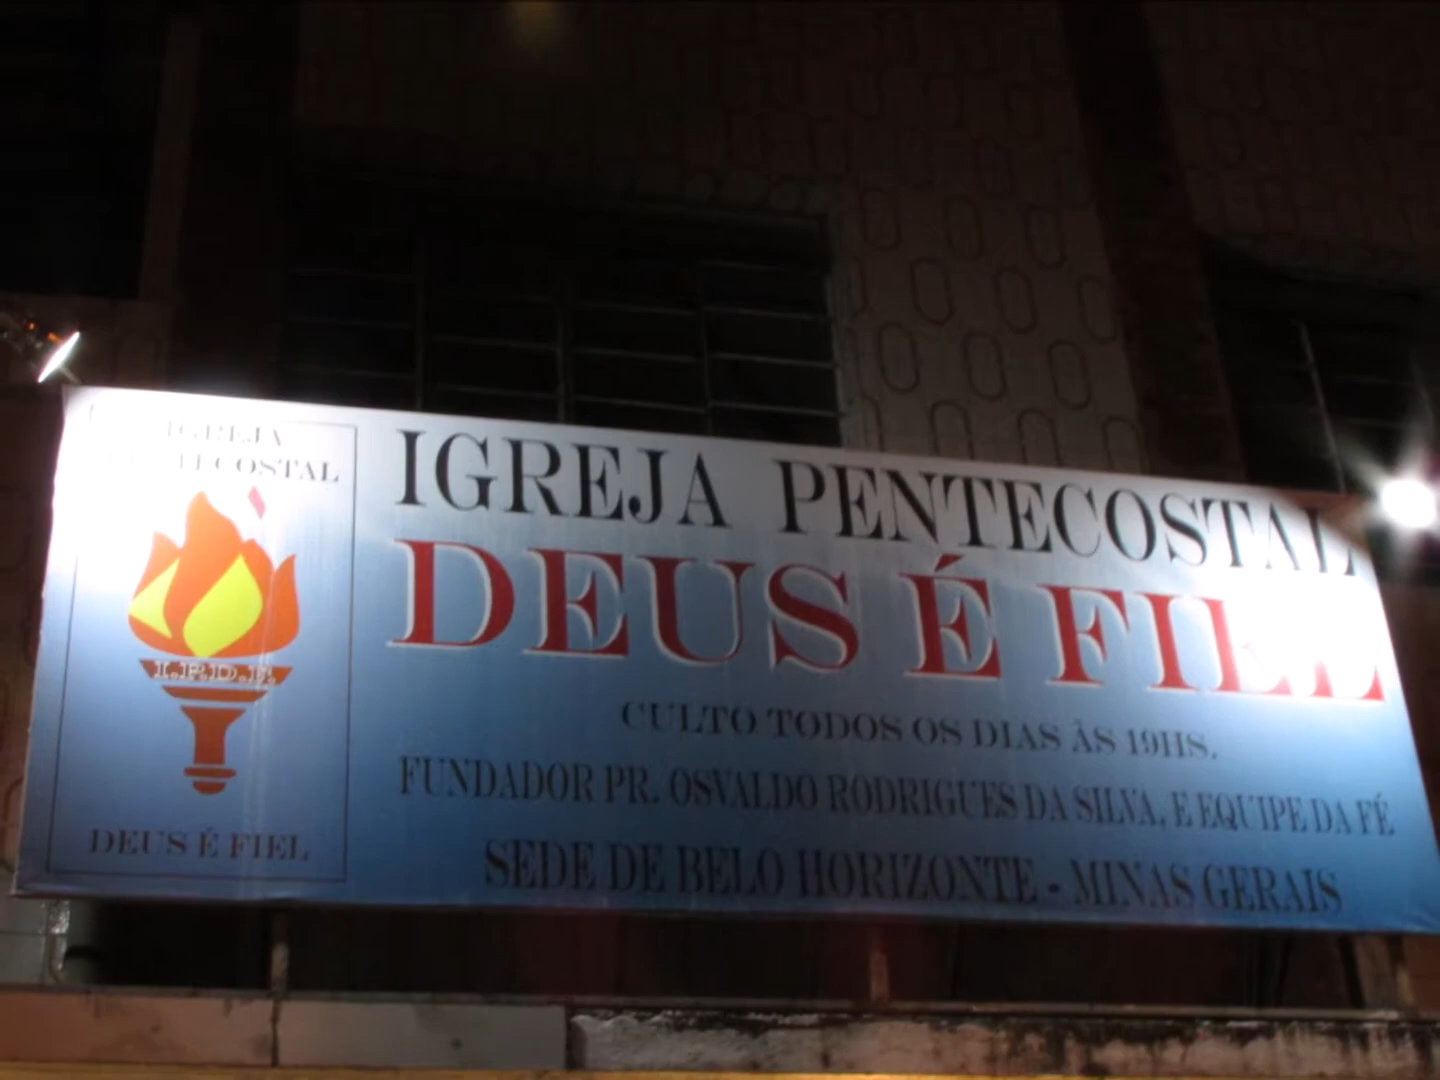 IGREJA
PENTECOSTAL
I.P.D.F.
DEUS É FIEL
IGREJA PENTECOSTAL
DEUS É FIEL
CULTO TODOS OS DIAS ÀS 19HS.
FUNDADOR PR. OSVALDO RODRIGUES DA SILVA, E EQUIPE DA FÉ
SEDE DE BELO HORIZONTE - MINAS GERAIS